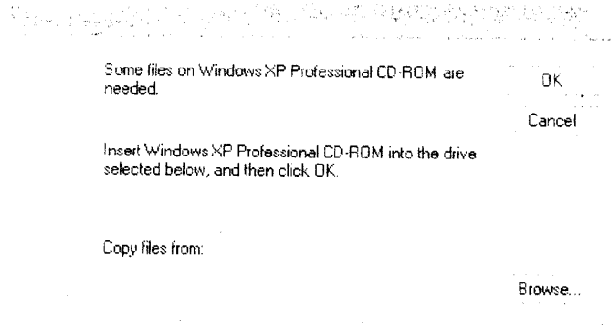 Some files on Windows XP Professional CD-ROM are
needed.
OK
Cancel
Insert Windows XP Professional CD-ROM into the drive
selected below, and then click OK.
Copy files from:
Browse...